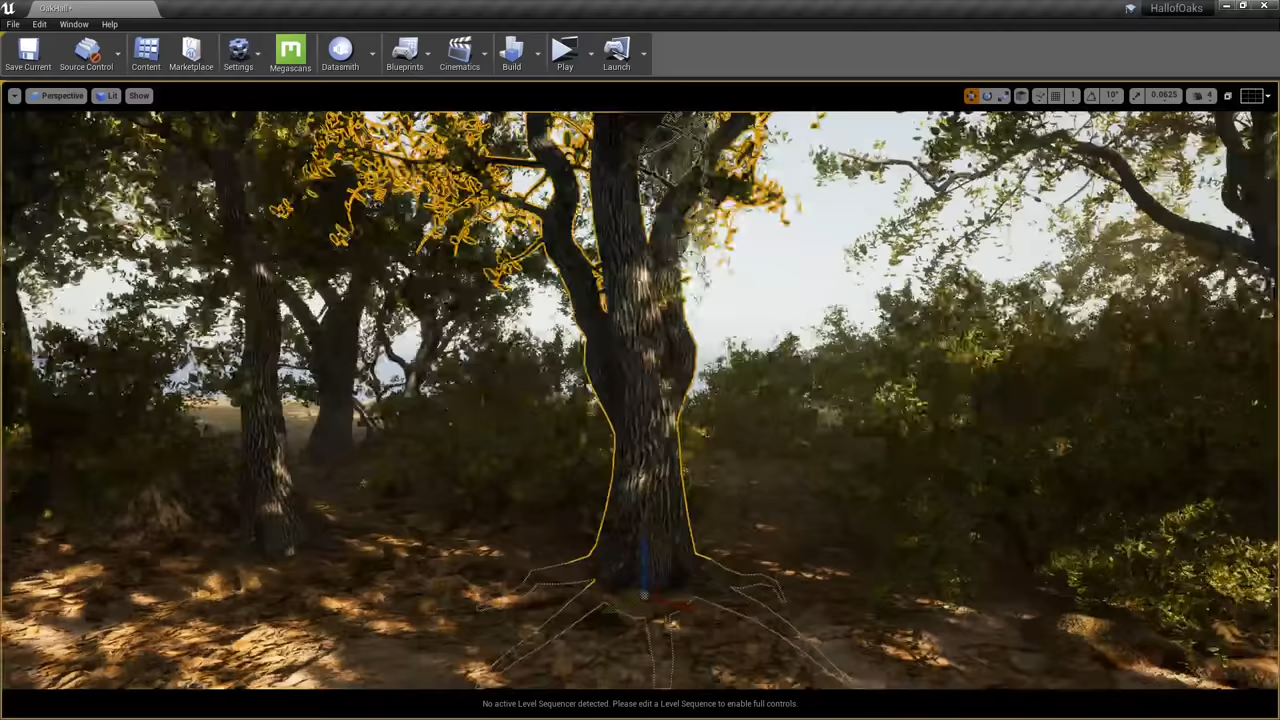 OakHall*
HallofOaks
File Edit Window Help
Save Current Source Control Content Marketplace Settings Megascans Datasmith Blueprints Cinematics Build Play Launch
Perspective Lit Show 1 10° 0.0625 4
No active Level Sequencer detected. Please edit a Level Sequence to enable full controls.